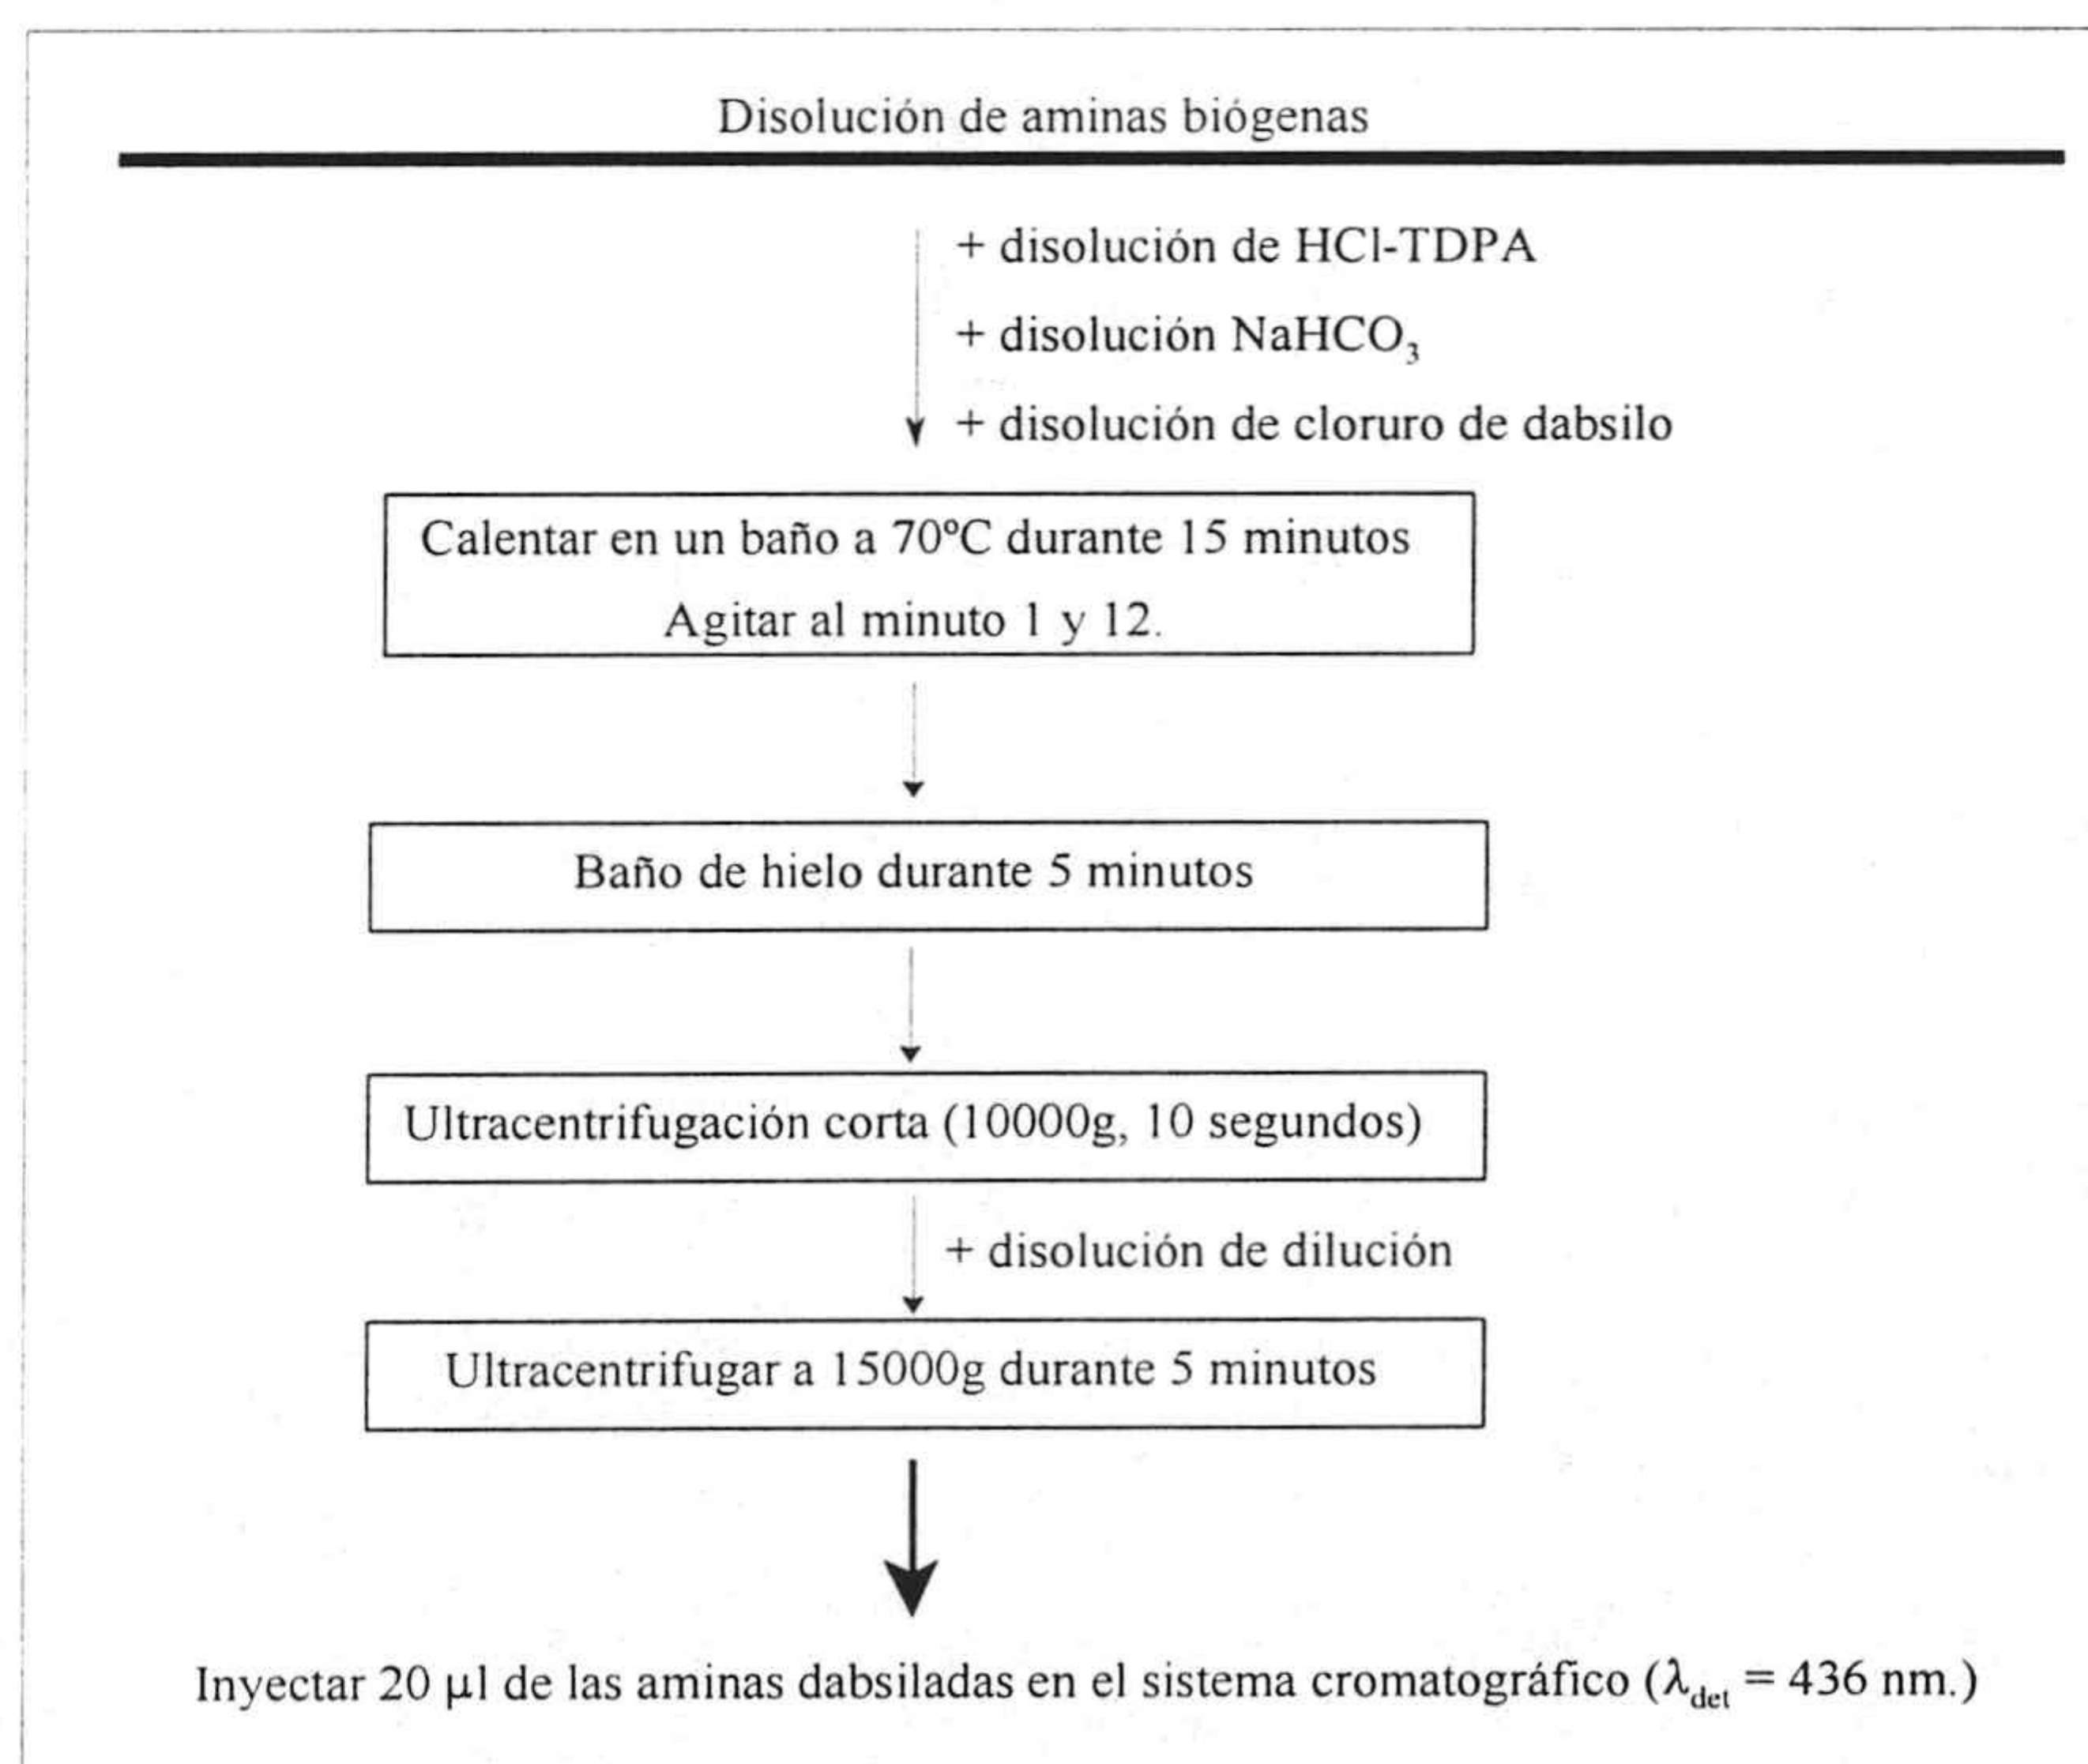 Disolución de aminas biógenas
+ disolución de HCl-TDPA
+ disolución NaHCO₃
+ disolución de cloruro de dabsilo
Calentar en un baño a 70ºC durante 15 minutos
Agitar al minuto 1 y 12.
Baño de hielo durante 5 minutos
Ultracentrifugación corta (10000g, 10 segundos)
+ disolución de dilución
Ultracentrifugar a 15000g durante 5 minutos
Inyectar 20 µl de las aminas dabsiladas en el sistema cromatográfico (λdet = 436 nm.)